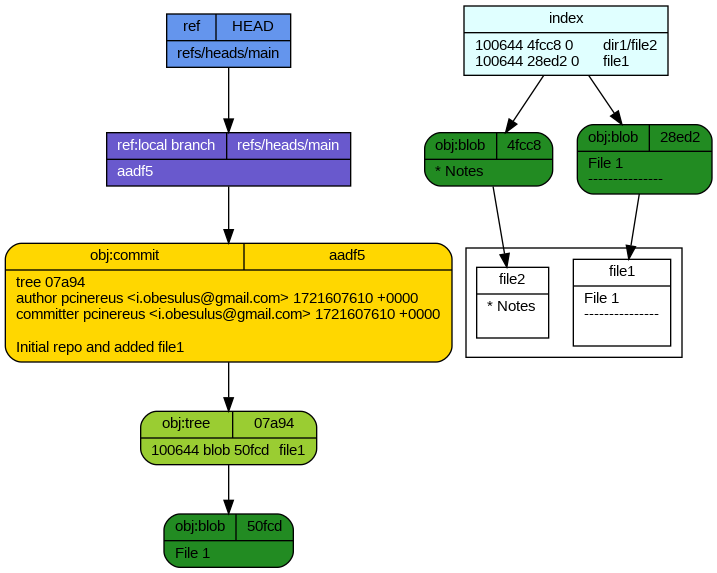 ref HEAD
refs/heads/main
ref:local branch refs/heads/main
aadf5
obj:commit aadf5
tree 07a94
author pcinereus <i.obesulus@gmail.com> 1721607610 +0000
committer pcinereus <i.obesulus@gmail.com> 1721607610 +0000
Initial repo and added file1
obj:tree 07a94
100644 blob 50fcd file1
obj:blob 50fcd
File 1
index
100644 4fcc8 0 dir1/file2
100644 28ed2 0 file1
obj:blob 4fcc8
* Notes
obj:blob 28ed2
File 1
---------------
file2
* Notes
file1
File 1
---------------